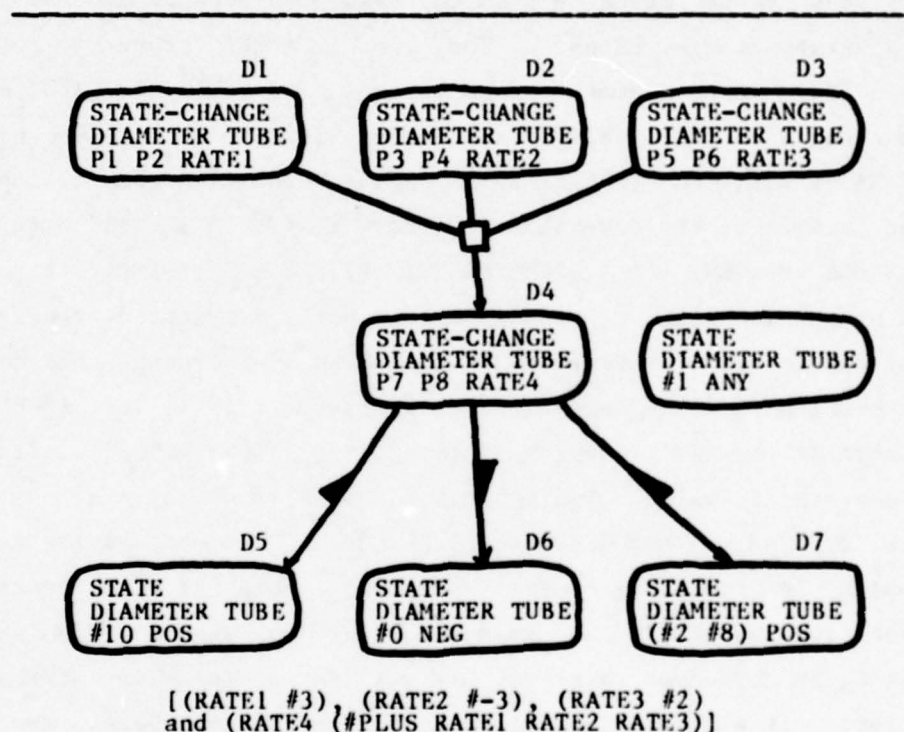 D1
D2
D3
STATE-CHANGE
DIAMETER TUBE
P1 P2 RATE1
STATE-CHANGE
DIAMETER TUBE
P3 P4 RATE2
STATE-CHANGE
DIAMETER TUBE
P5 P6 RATE3
D4
STATE-CHANGE
DIAMETER TUBE
P7 P8 RATE4
STATE
DIAMETER TUBE
#1 ANY
D5
D6
D7
STATE
DIAMETER TUBE
#10 POS
STATE
DIAMETER TUBE
#0 NEG
STATE
DIAMETER TUBE
(#2 #8) POS
[(RATE1 #3), (RATE2 #-3), (RATE3 #2)
and (RATE4 (#PLUS RATE1 RATE2 RATE3)]